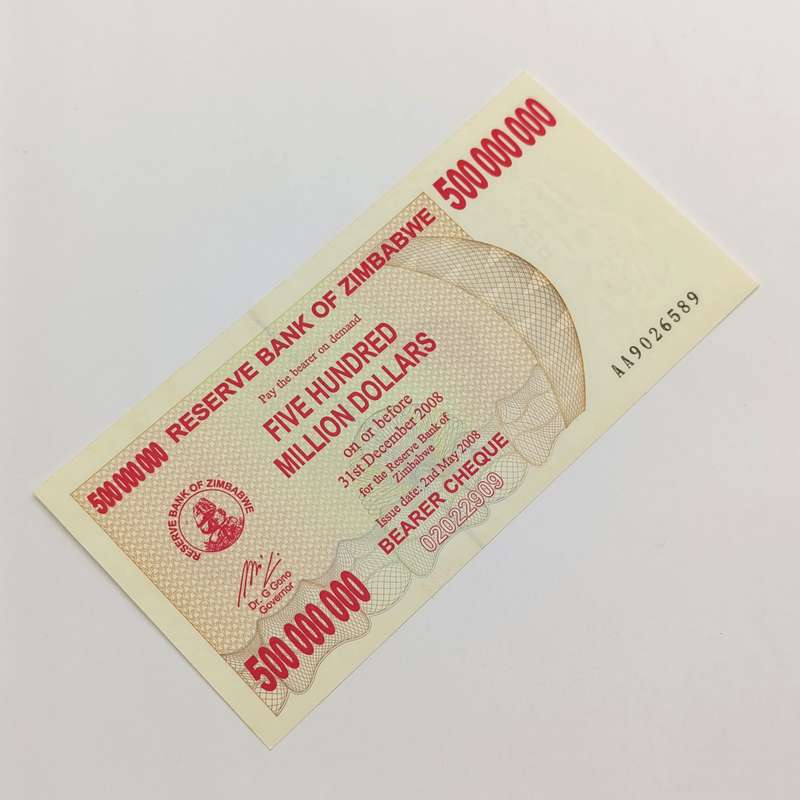 500 000 000
500 000 000 RESERVE BANK OF ZIMBABWE
Pay the bearer on demand
FIVE HUNDRED
MILLION DOLLARS
on or before
31st December 2008
for the Reserve Bank of
Zimbabwe
Issue date: 2nd May 2008
BEARER CHEQUE
02022909
RESERVE BANK OF ZIMBABWE
Dr. G Gono
Governor
500 000 000
AA9026589